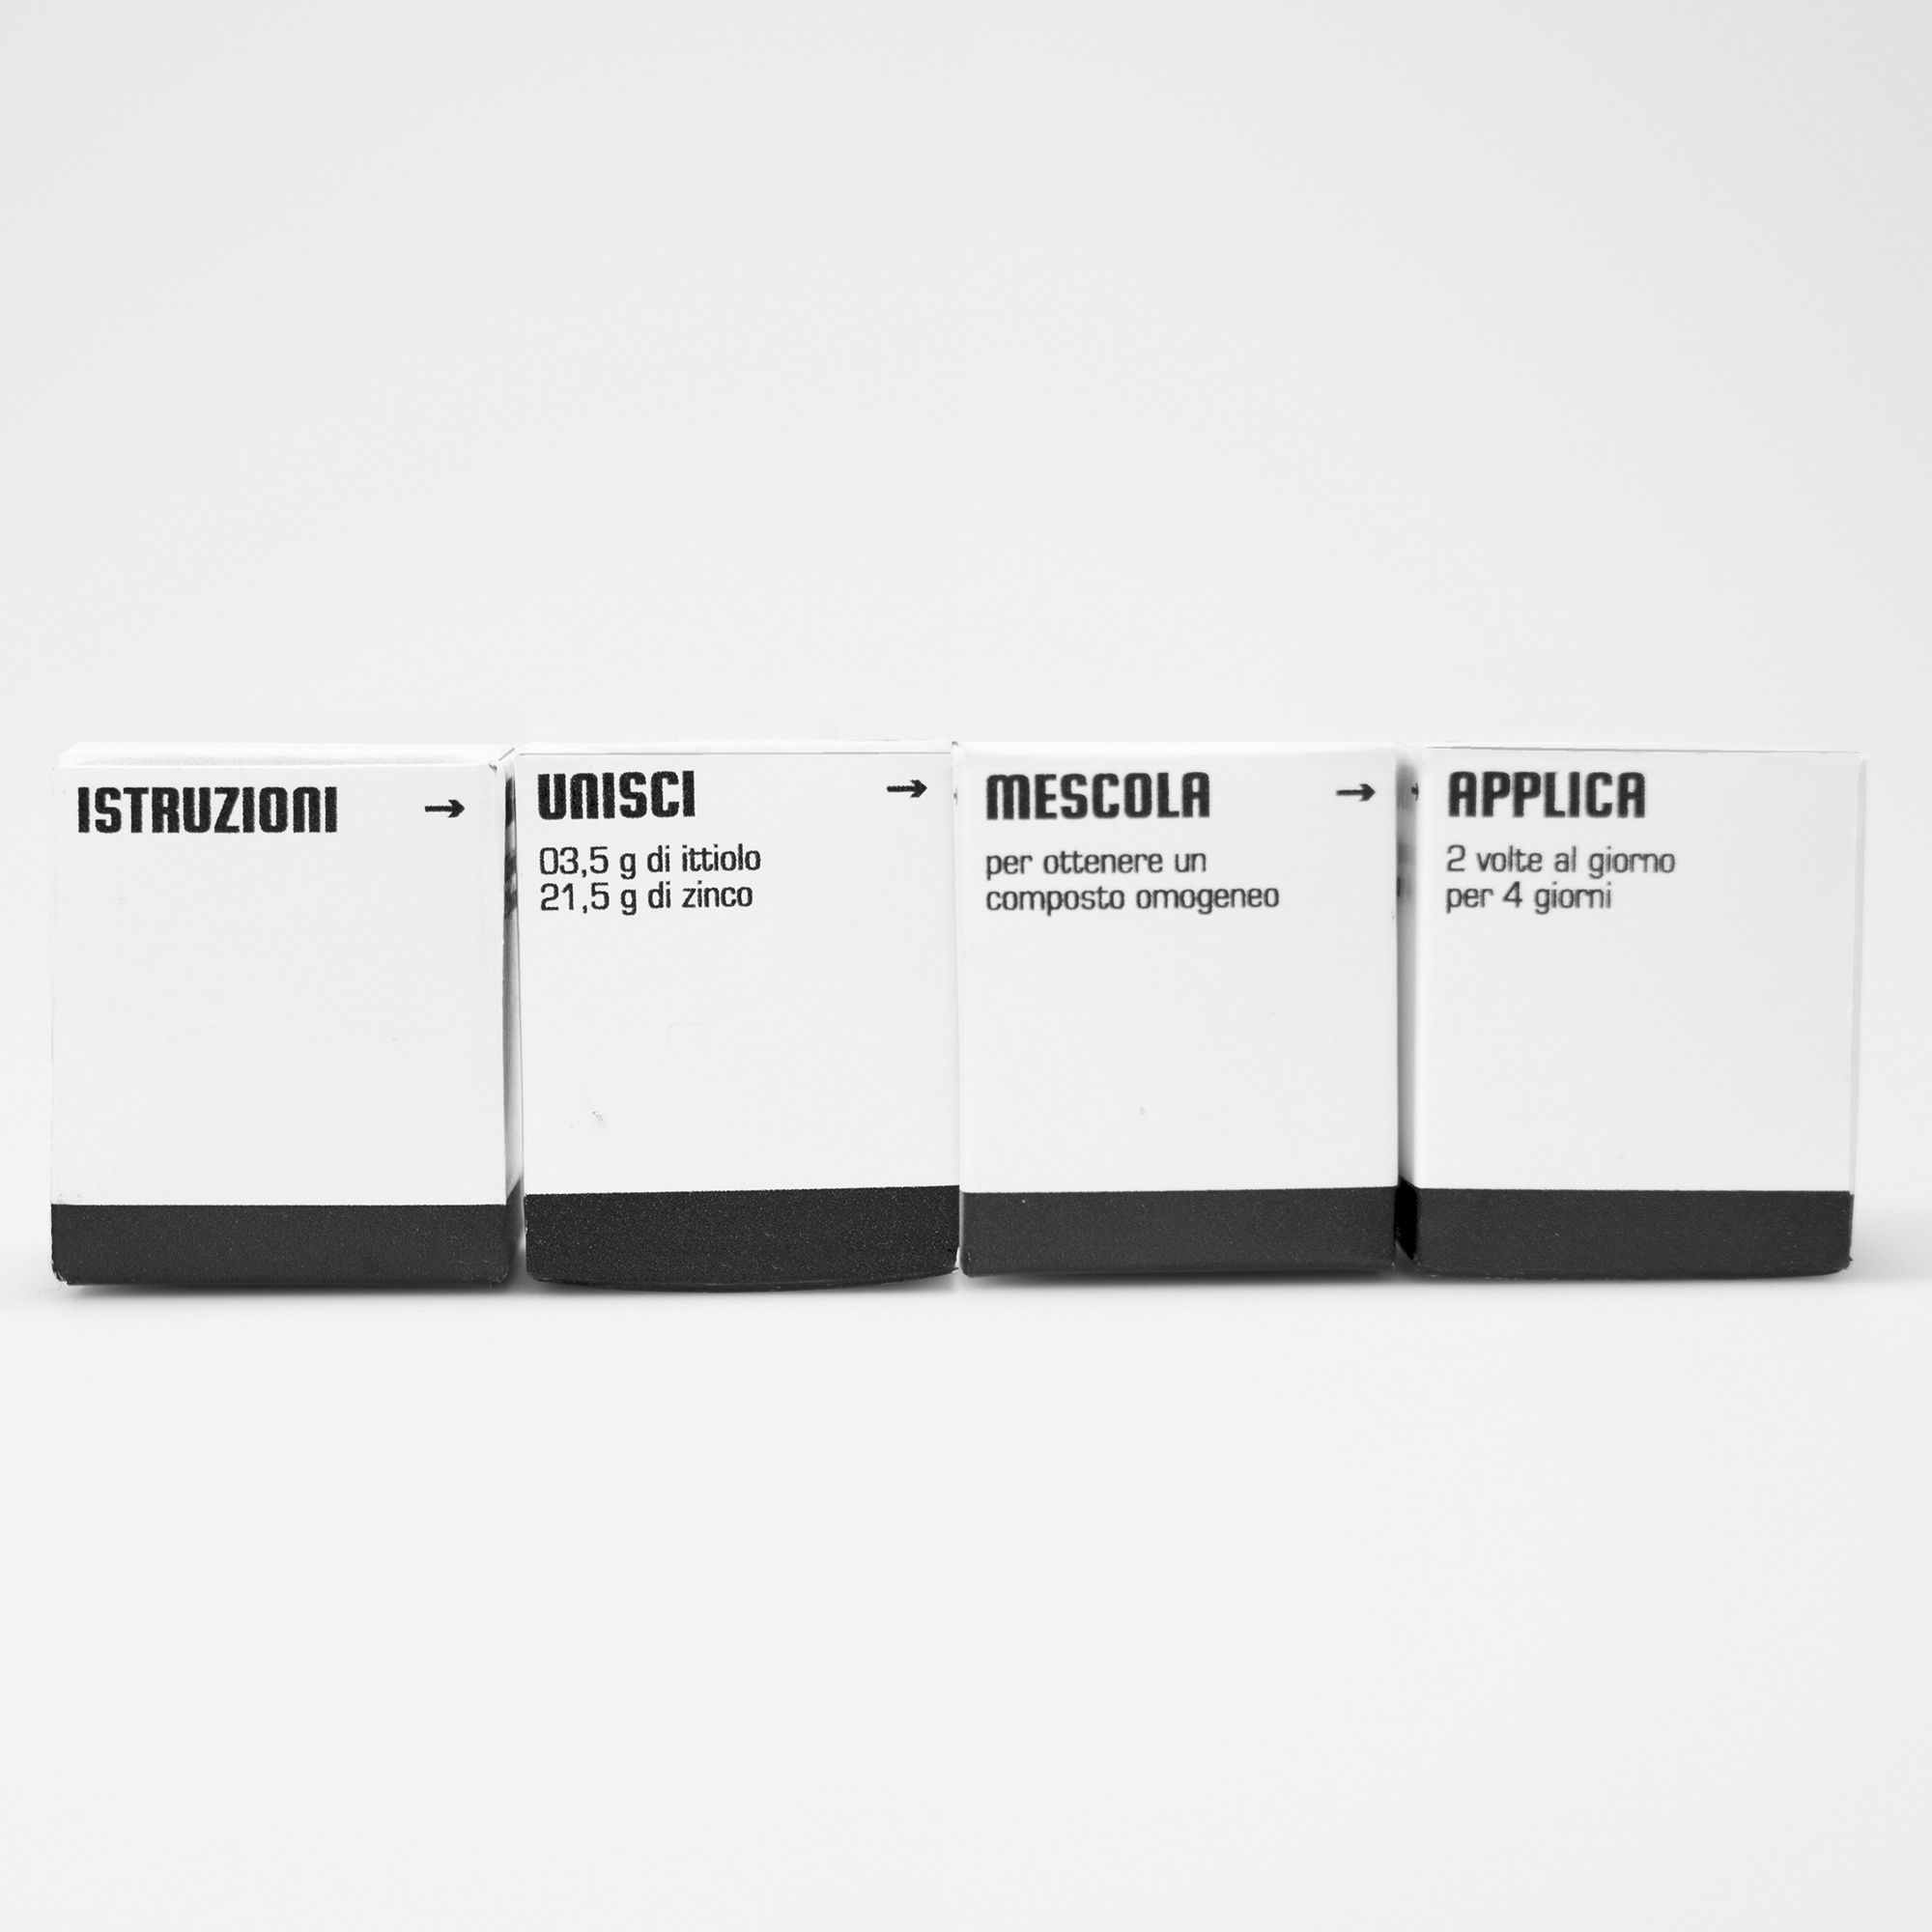 ISTRUZIONI →
UNISCI →
03,5 g di ittiolo
21,5 g di zinco
MESCOLA →
per ottenere un
composto omogeneo
APPLICA
2 volte al giorno
per 4 giorni